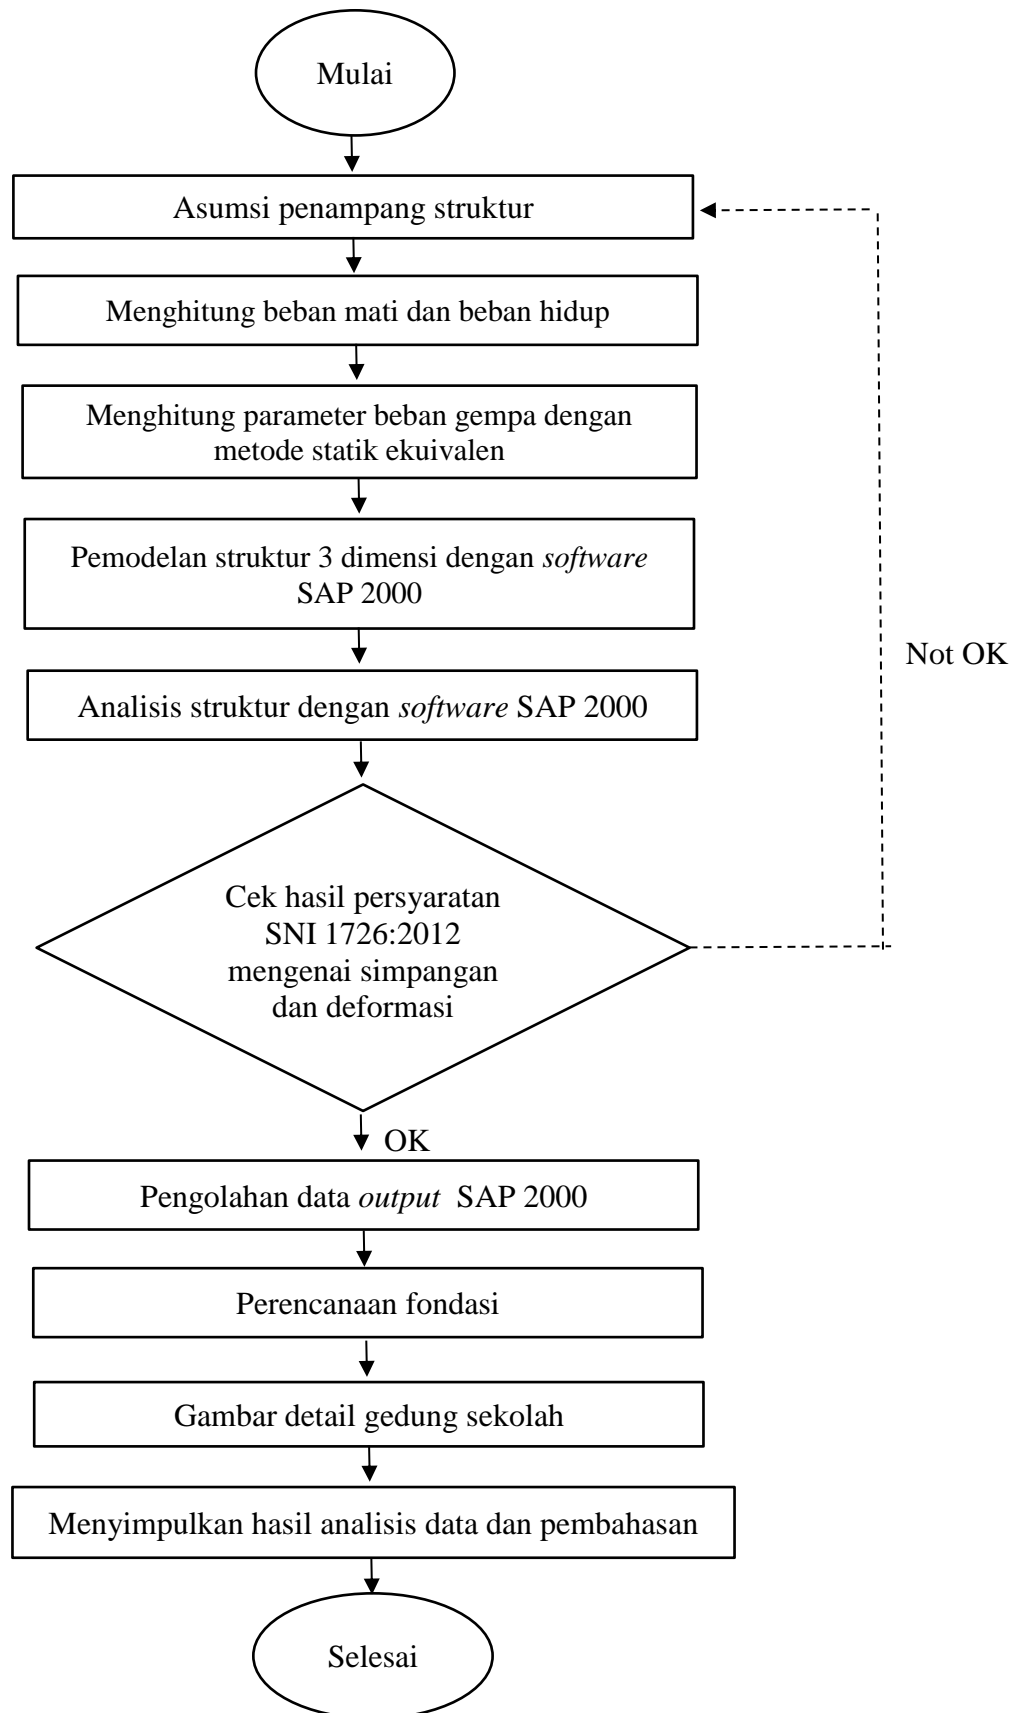 Mulai
Asumsi penampang struktur
Menghitung beban mati dan beban hidup
Menghitung parameter beban gempa dengan
metode statik ekuivalen
Pemodelan struktur 3 dimensi dengan software
SAP 2000
Not OK
Analisis struktur dengan software SAP 2000
Cek hasil persyaratan
SNI 1726:2012
mengenai simpangan
dan deformasi
OK
Pengolahan data output SAP 2000
Perencanaan fondasi
Gambar detail gedung sekolah
Menyimpulkan hasil analisis data dan pembahasan
Selesai